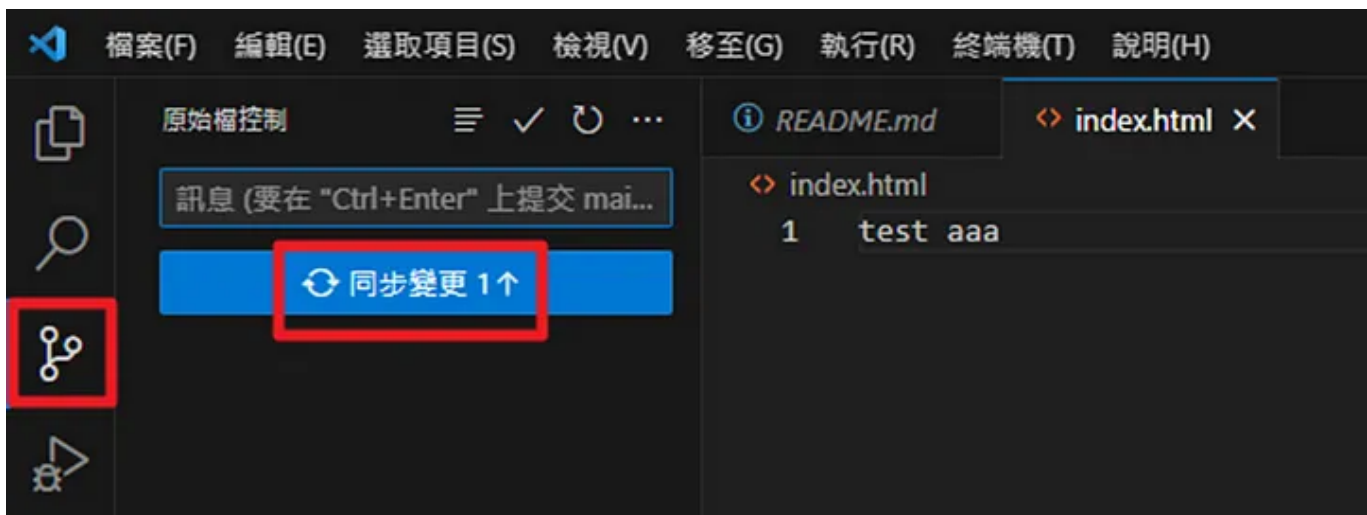 檔案(F) 編輯(E) 選取項目(S) 檢視(V) 移至(G) 執行(R) 終端機(T) 說明(H)
原始檔控制
README.md
index.html
訊息 (要在 "Ctrl+Enter" 上提交 mai...
同步變更 1↑
index.html
1 test aaa